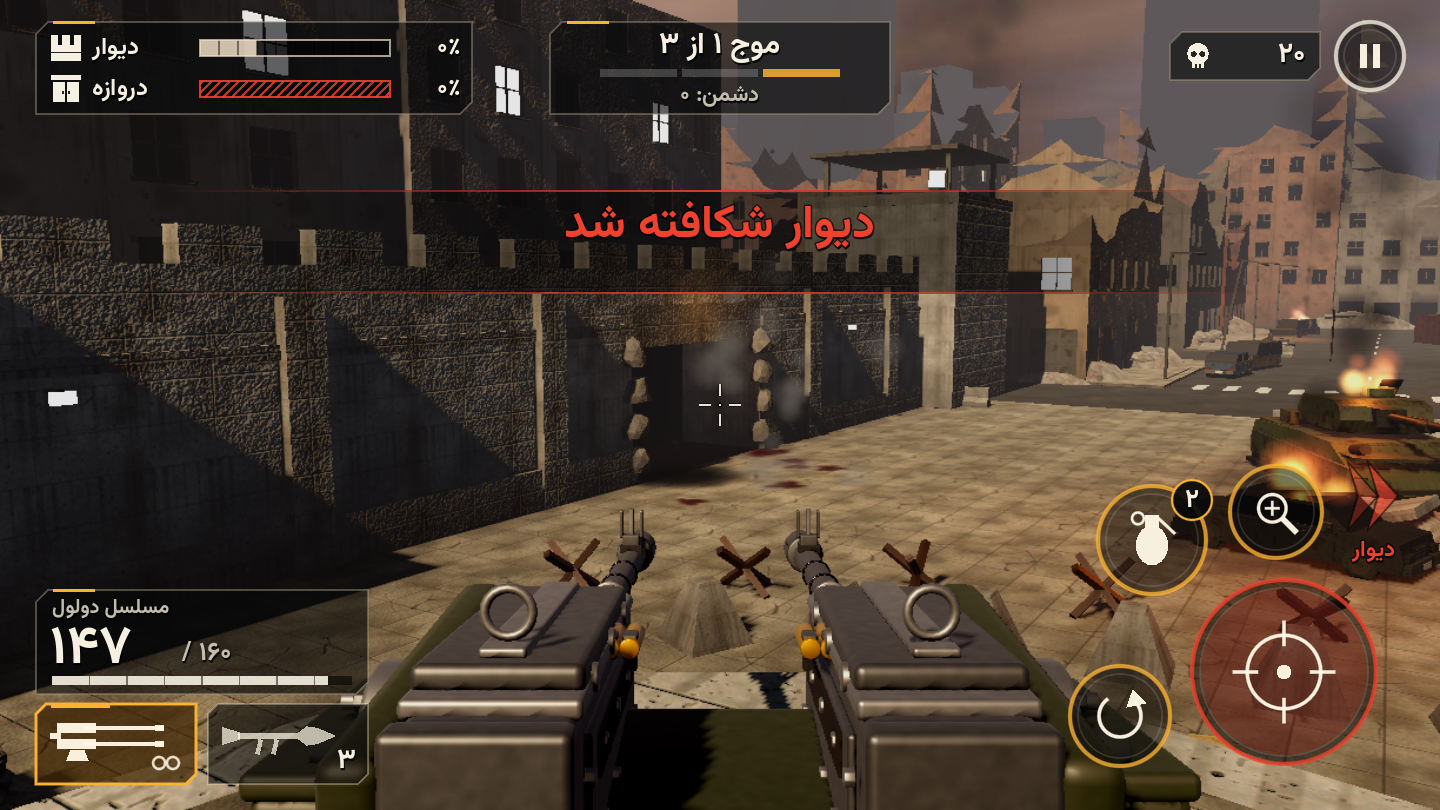 دیوار ۰٪
دروازه ۰٪
موج ۱ از ۳
دشمن: ۰
۲۰
دیوار شکافته شد
۲
دیوار
مسلسل دولول
۱۴۷ / ۱۶۰
∞
۳